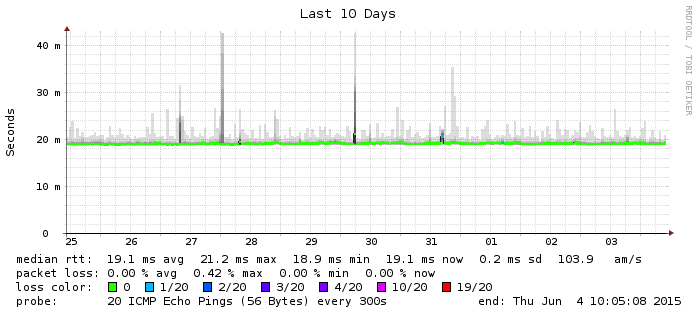 Last 10 Days
RRDTOOL / TOBI OETIKER
Seconds
40 m
30 m
20 m
10 m
0
25 26 27 28 29 30 31 01 02 03
median rtt: 19.1 ms avg 21.2 ms max 18.9 ms min 19.1 ms now 0.2 ms sd 103.9 am/s
packet loss: 0.00 % avg 0.42 % max 0.00 % min 0.00 % now
loss color: 0 1/20 2/20 3/20 4/20 10/20 19/20
probe: 20 ICMP Echo Pings (56 Bytes) every 300s end: Thu Jun 4 10:05:08 2015